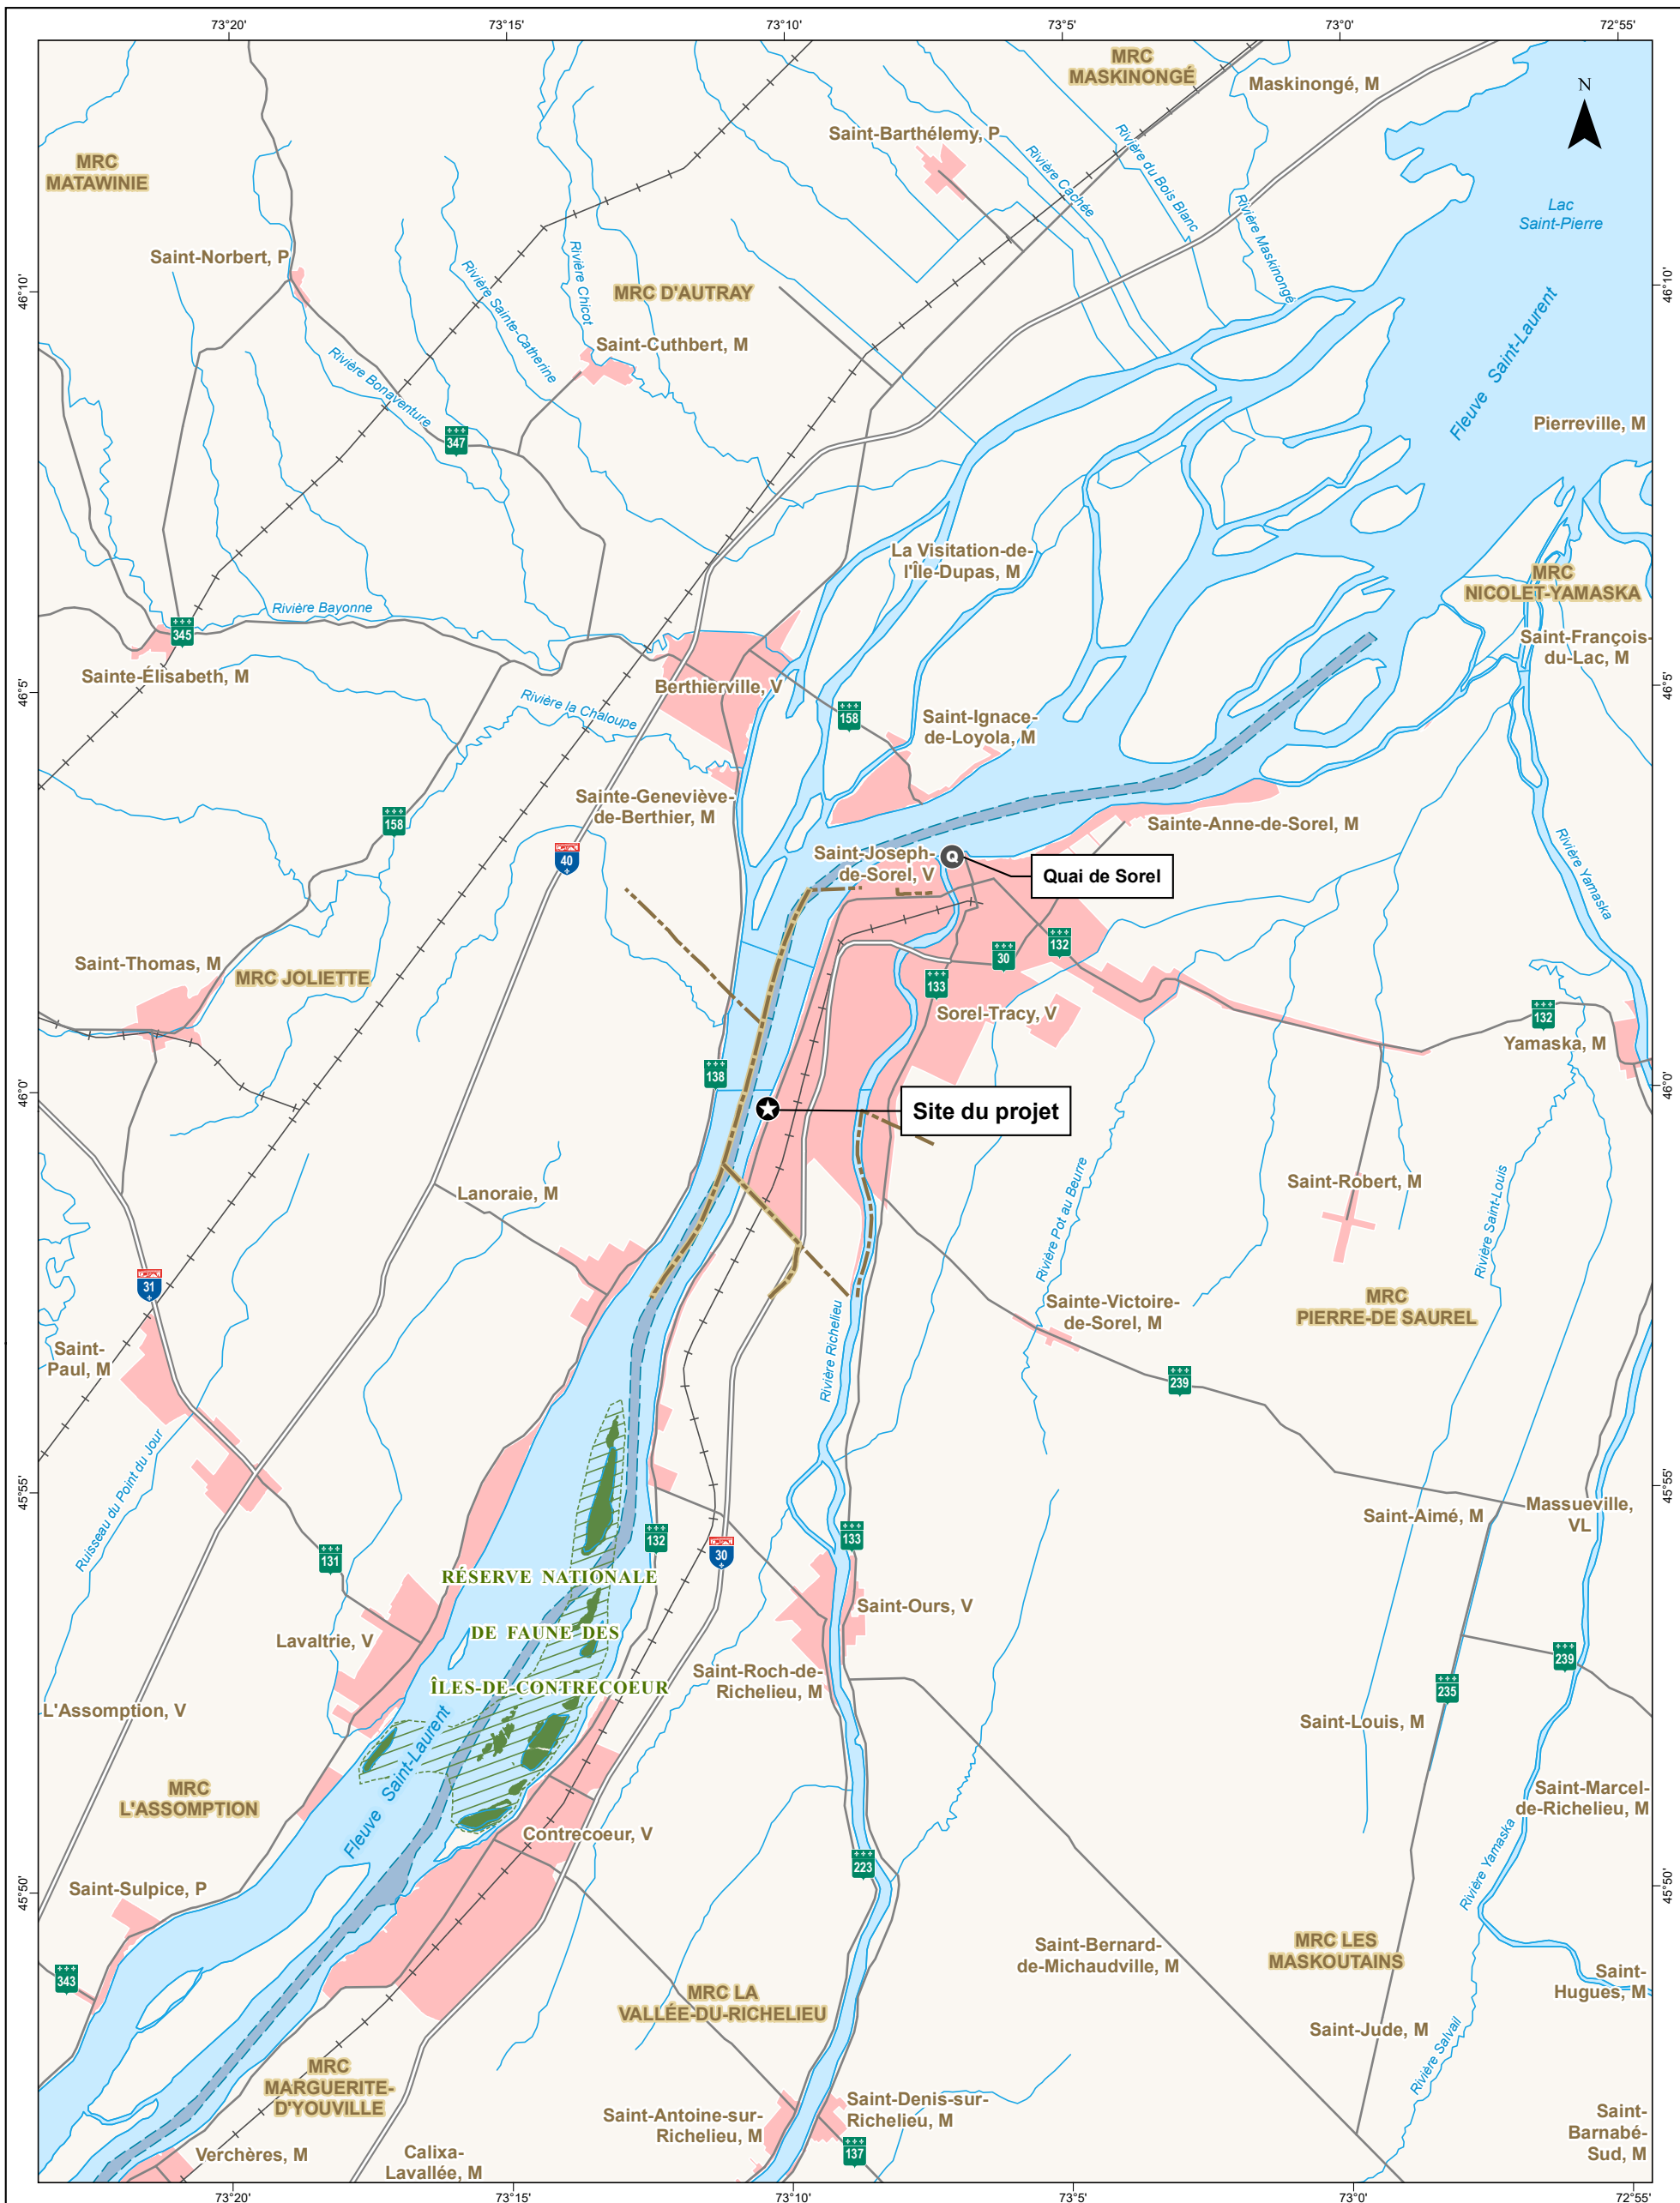 73°20'
73°15'
73°10'
73°5'
73°0'
72°55'
MRC
MASKINONGÉ
Maskinongé, M
N
Saint-Barthélemy, P
Rivière Cachée
Rivière du Bois Blanc
Rivière Maskinongé
MRC
MATAWINIE
Lac
Saint-Pierre
Saint-Norbert, P
Rivière Chicot
Rivière Sainte-Catherine
MRC D'AUTRAY
46°10'
46°10'
Fleuve Saint-Laurent
Saint-Cuthbert, M
Rivière Bonaventure
347
Pierreville, M
La Visitation-de-
l'Île-Dupas, M
MRC
NICOLET-YAMASKA
Rivière Bayonne
345
Saint-François-
du-Lac, M
Sainte-Élisabeth, M
Berthierville, V
46°5'
46°5'
Rivière la Chaloupe
158
Saint-Ignace-
de-Loyola, M
Sainte-Geneviève-
de-Berthier, M
158
Sainte-Anne-de-Sorel, M
40
Saint-Joseph-
de-Sorel, V
Q
Quai de Sorel
Rivière Yamaska
Saint-Thomas, M
MRC JOLIETTE
30
132
133
Sorel-Tracy, V
132
Yamaska, M
138
46°0'
46°0'
Site du projet
Lanoraie, M
Rivière Pot au Beurre
Saint-Robert, M
Rivière Saint-Louis
31
Sainte-Victoire-
de-Sorel, M
MRC
PIERRE-DE SAUREL
Rivière Richelieu
Saint-
Paul, M
239
Ruisseau du Point du Jour
45°55'
45°55'
Saint-Aimé, M
Massueville,
VL
132
30
133
131
RÉSERVE NATIONALE
DE FAUNE DES
ÎLES-DE-CONTRECOEUR
Saint-Ours, V
Lavaltrie, V
239
Saint-Roch-de-
Richelieu, M
235
L'Assomption, V
Saint-Louis, M
Fleuve Saint-Laurent
MRC
L'ASSOMPTION
Saint-Marcel-
de-Richelieu, M
Contrecoeur, V
223
Rivière Yamaska
Saint-Sulpice, P
45°50'
45°50'
Saint-Bernard-
de-Michaudville, M
MRC LES
MASKOUTAINS
343
Saint-
Hugues, M
MRC LA
VALLÉE-DU-RICHELIEU
Saint-Jude, M
Rivière Salvail
MRC
MARGUERITE-
D'YOUVILLE
Saint-Antoine-sur-
Richelieu, M
Saint-Denis-sur-
Richelieu, M
Saint-
Barnabé-
Sud, M
Verchères, M
Calixa-
Lavallée, M
137
73°20'
73°15'
73°10'
73°5'
73°0'
72°55'